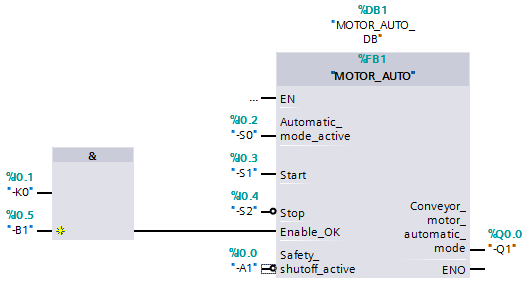 %DB1
"MOTOR_AUTO_
DB"
%FB1
"MOTOR_AUTO"
... EN
%I0.2
"-S0" Automatic_
mode_active
%I0.3
"-S1" Start
%I0.4
"-S2" Stop
&
%I0.1
"-K0"
%I0.5
"-B1"
Enable_OK
%I0.0
"-A1" Safety_
shutoff_active
Conveyor_
motor_
automatic_
mode
%Q0.0
"-Q1"
ENO